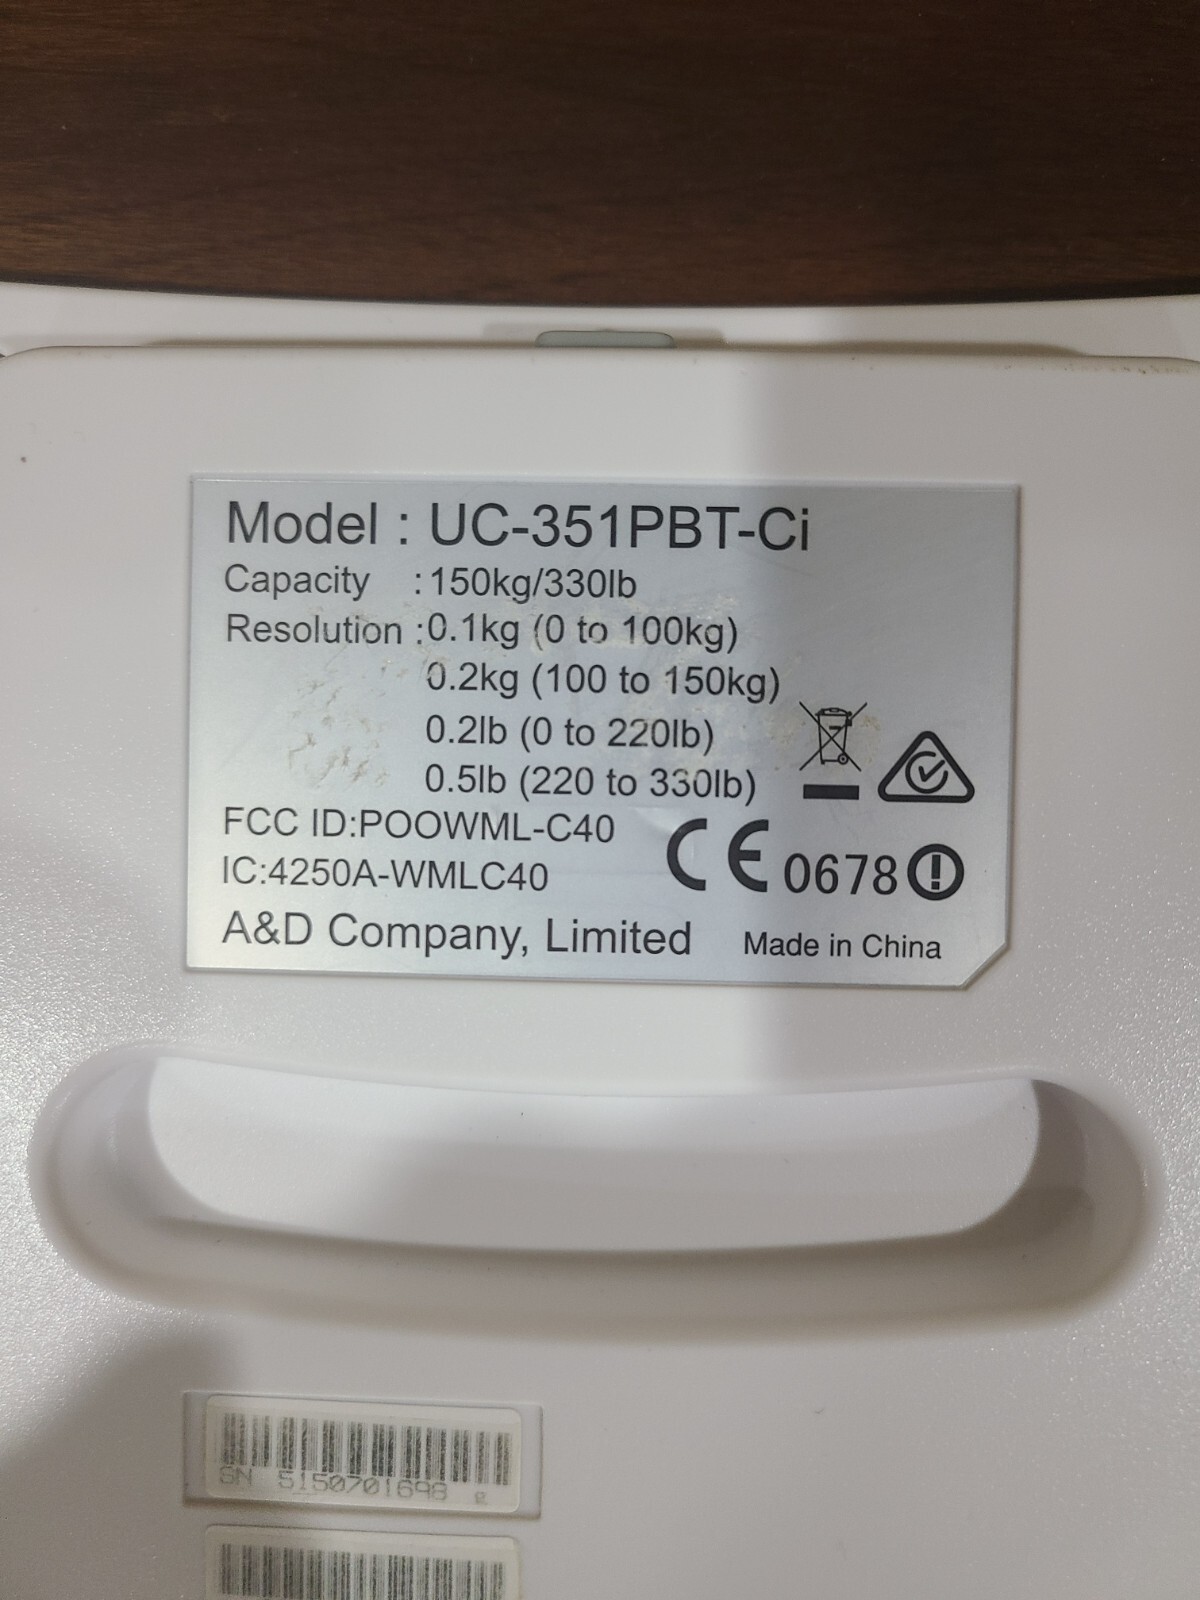 Model : UC-351PBT-Ci
Capacity : 150kg/330lb
Resolution : 0.1kg (0 to 100kg)
0.2kg (100 to 150kg)
0.2lb (0 to 220lb)
0.5lb (220 to 330lb)
FCC ID:POOWML-C40
IC:4250A-WMLC40
CE 0678
A&D Company, Limited
Made in China
SN 5150701698